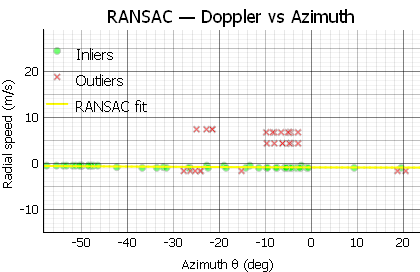 RANSAC — Doppler vs Azimuth
Inliers
Outliers
RANSAC fit
Radial speed (m/s)
20
10
0
-10
-50
-40
-30
-20
-10
0
10
20
Azimuth θ (deg)